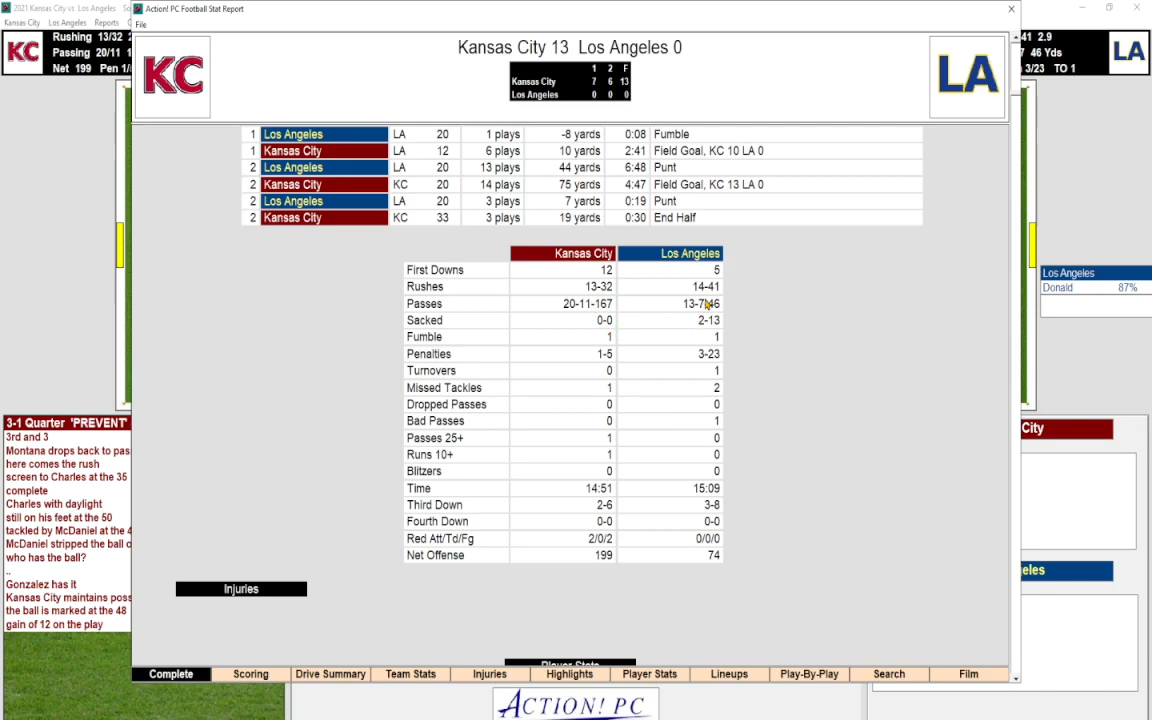 2021 Kansas City vs Los Angeles
Action! PC Football Stat Report
Kansas City Los Angeles Reports
File
KC
Rushing 13/32
Passing 20/11
Net 199 Pen 1/
41 2.9
46 Yds
3/23 TO 1
LA
KC
Kansas City 13 Los Angeles 0
1 2 F
Kansas City 7 6 13
Los Angeles 0 0 0
LA
1 Los Angeles LA 20 1 plays -8 yards 0:08 Fumble
1 Kansas City LA 12 6 plays 10 yards 2:41 Field Goal, KC 10 LA 0
2 Los Angeles LA 20 13 plays 44 yards 6:48 Punt
2 Kansas City KC 20 14 plays 75 yards 4:47 Field Goal, KC 13 LA 0
2 Los Angeles LA 20 3 plays 7 yards 0:19 Punt
2 Kansas City KC 33 3 plays 19 yards 0:30 End Half
Kansas City Los Angeles
First Downs 12 5
Rushes 13-32 14-41
Passes 20-11-167 13-7-46
Sacked 0-0 2-13
Fumble 1 1
Penalties 1-5 3-23
Turnovers 0 1
Missed Tackles 1 2
Dropped Passes 0 0
Bad Passes 0 1
Passes 25+ 1 0
Runs 10+ 1 0
Blitzers 0 0
Time 14:51 15:09
Third Down 2-6 3-8
Fourth Down 0-0 0-0
Red Att/Td/Fg 2/0/2 0/0/0
Net Offense 199 74
Injuries
Player Stats
Complete Scoring Drive Summary Team Stats Injuries Highlights Player Stats Lineups Play-By-Play Search Film
Los Angeles
Donald 87%
3-1 Quarter 'PREVENT'
3rd and 3
Montana drops back to pas
here comes the rush
screen to Charles at the 35
complete
Charles with daylight
still on his feet at the 50
tackled by McDaniel at the 4
McDaniel stripped the ball o
who has the ball?
..
Gonzalez has it
Kansas City maintains poss
the ball is marked at the 48
gain of 12 on the play
City
eles
ACTION! PC